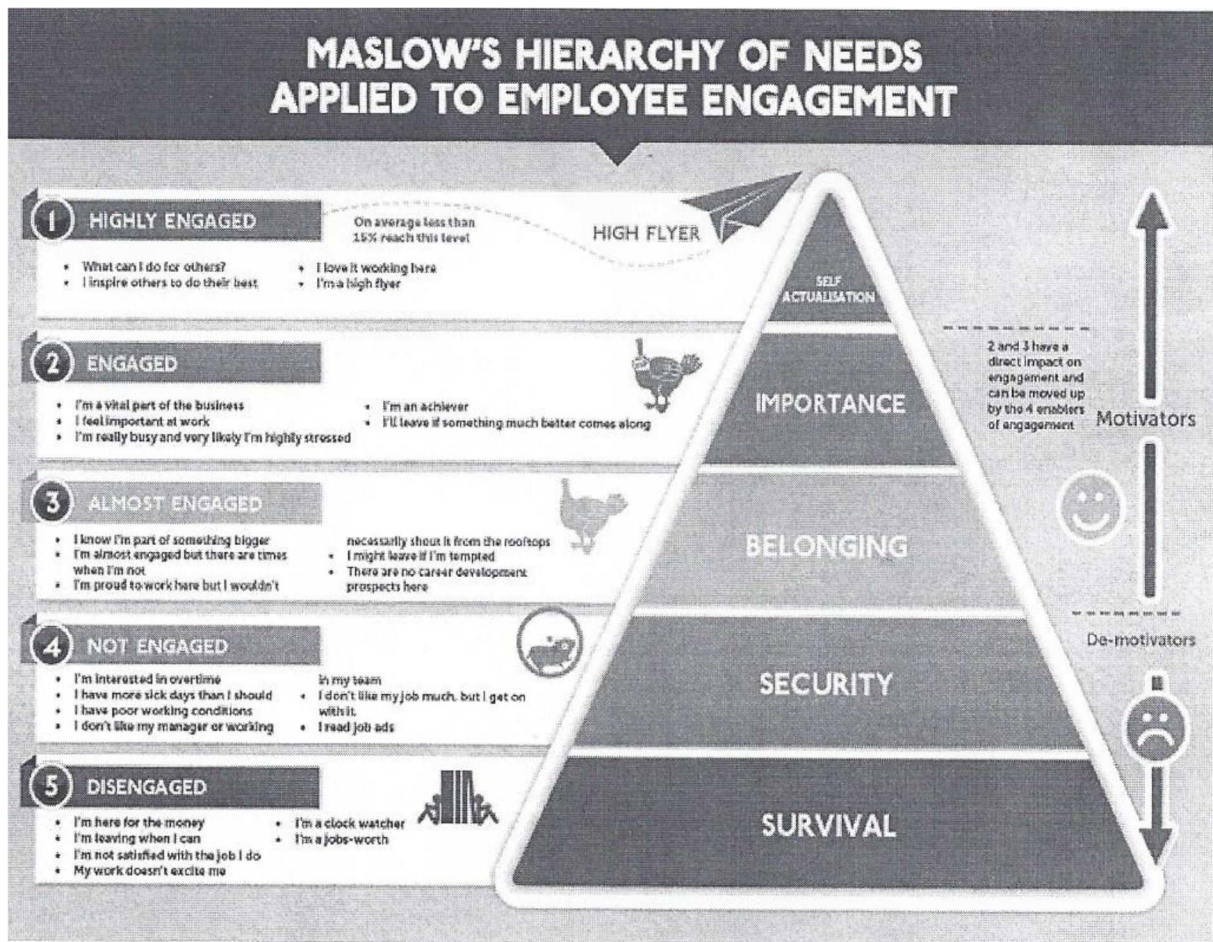 MASLOW'S HIERARCHY OF NEEDS
APPLIED TO EMPLOYEE ENGAGEMENT
1 HIGHLY ENGAGED
On average less than
15% reach this level
HIGH FLYER
• What can I do for others?
• I inspire others to do their best
• I love it working here
• I'm a high flyer
SELF
ACTUALISATION
2 ENGAGED
• I'm a vital part of the business
• I feel important at work
• I'm really busy and very likely I'm highly stressed
• I'm an achiever
• I'll leave if something much better comes along
IMPORTANCE
2 and 3 have a
direct impact on
engagement and
can be moved up
by the 4 enablers
of engagement
Motivators
3 ALMOST ENGAGED
• I know I'm part of something bigger
• I'm almost engaged but there are times
when I'm not
• I'm proud to work here but I wouldn't
necessarily shout it from the rooftops
• I might leave if I'm tempted
• There are no career development
prospects here
BELONGING
4 NOT ENGAGED
• I'm interested in overtime
• I have more sick days than I should
• I have poor working conditions
• I don't like my manager or working
in my team
• I don't like my job much, but I get on
with it.
• I read job ads
SECURITY
De-motivators
5 DISENGAGED
• I'm here for the money
• I'm leaving when I can
• I'm not satisfied with the job I do
• My work doesn't excite me
• I'm a clock watcher
• I'm a jobs-worth
SURVIVAL